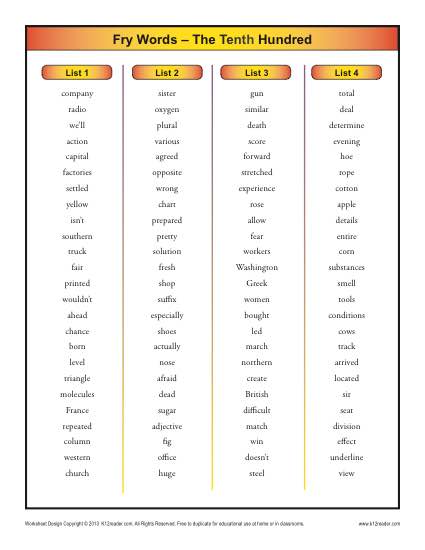 Fry Words – The Tenth Hundred
List 1 List 2 List 3 List 4
company sister gun total
radio oxygen similar deal
we'll plural death determine
action various score evening
capital agreed forward hoe
factories opposite stretched rope
settled wrong experience cotton
yellow chart rose apple
isn't prepared allow details
southern pretty fear entire
truck solution workers corn
fair fresh Washington substances
printed shop Greek smell
wouldn't suffix women tools
ahead especially bought conditions
chance shoes led cows
born actually march track
level nose northern arrived
triangle afraid create located
molecules dead British sir
France sugar difficult seat
repeated adjective match division
column fig win effect
western office doesn't underline
church huge steel view
Worksheet Design Copyright © 2013 K12reader.com. All Rights Reserved. Free to duplicate for educational use at home or in classrooms. www.k12reader.com